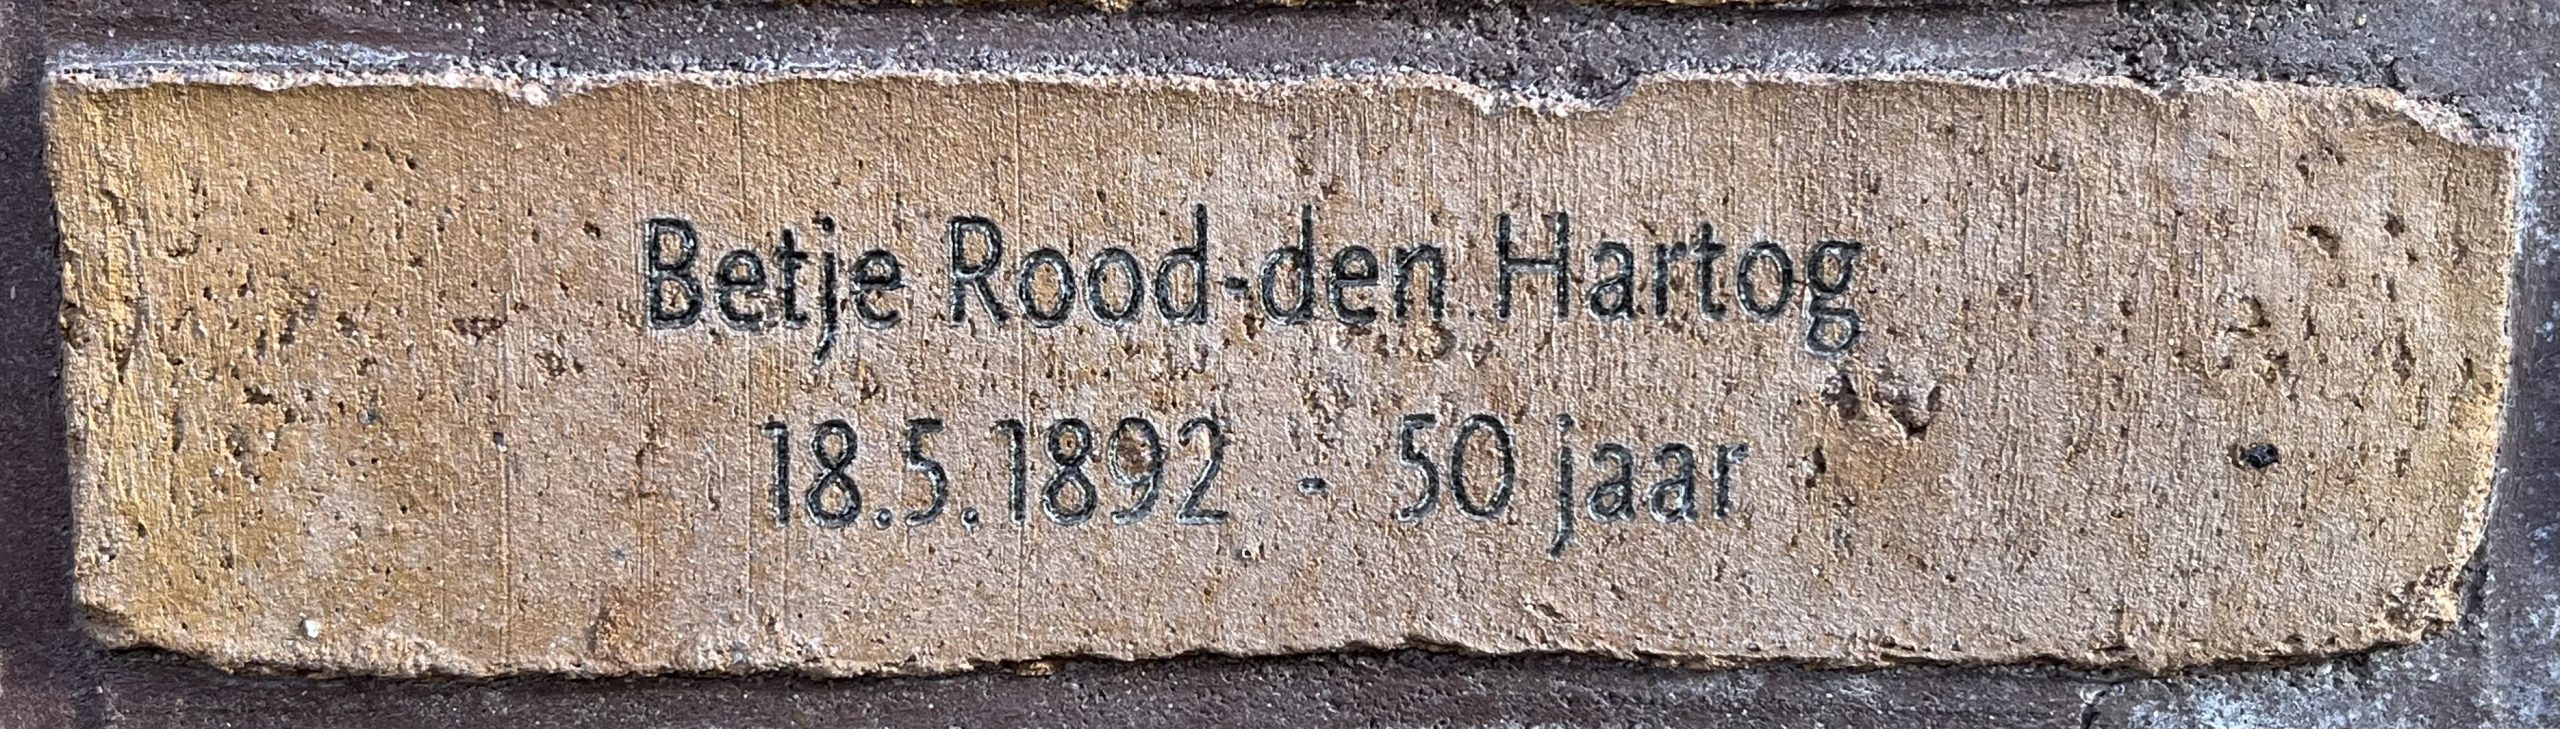 Betje Rood-den Hartog
18.5.1892 - 50 jaar